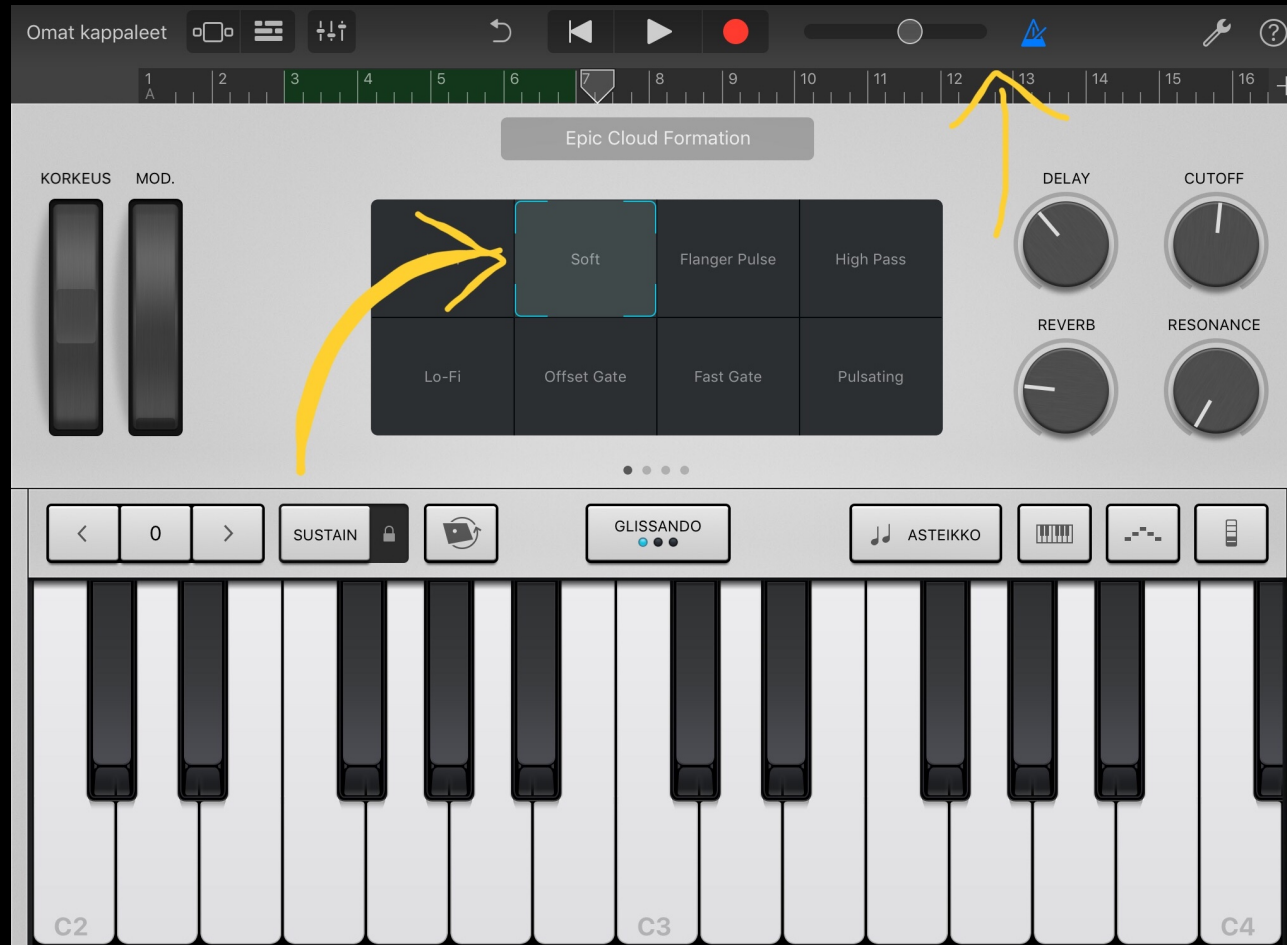 Omat kappaleet
1 2 3 4 5 6 7 8 9 10 11 12 13 14 15 16
A
Epic Cloud Formation
KORKEUS MOD.
DELAY CUTOFF
Soft Flanger Pulse High Pass
REVERB RESONANCE
Lo-Fi Offset Gate Fast Gate Pulsating
0 SUSTAIN GLISSANDO ASTEIKKO
C2 C3 C4